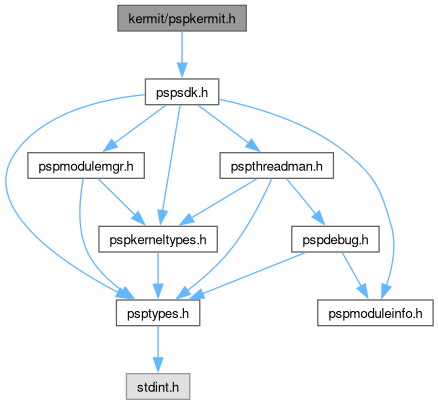 kermit/pspkermit.h
pspsdk.h
pspmodulemgr.h
pspthreadman.h
pspkerneltypes.h
pspdebug.h
psptypes.h
pspmoduleinfo.h
stdint.h